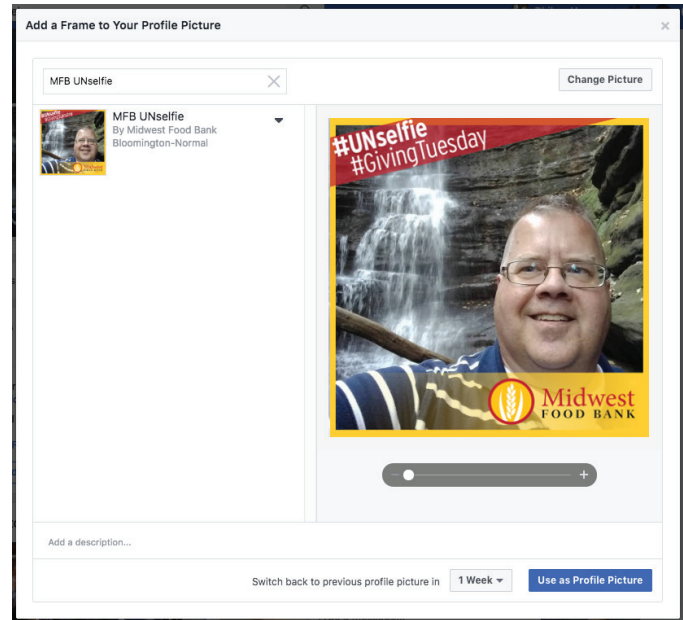 Add a Frame to Your Profile Picture
MFB UNselfie
Change Picture
MFB UNselfie
By Midwest Food Bank
Bloomington-Normal
#UNselfie
#GivingTuesday
Midwest
FOOD BANK
Add a description...
Switch back to previous profile picture in
1 Week
Use as Profile Picture